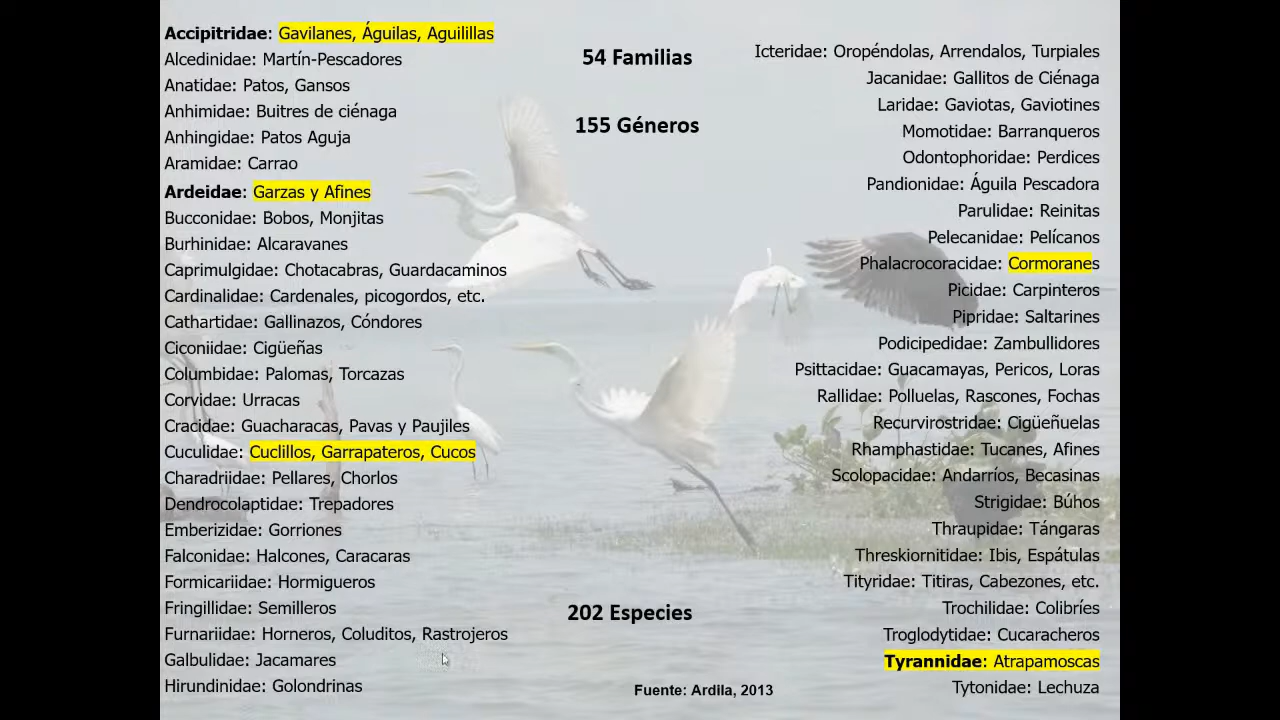 Accipitridae: Gavilanes, Águilas, Aguilillas
Alcedinidae: Martín-Pescadores
Anatidae: Patos, Gansos
Anhimidae: Buitres de ciénaga
Anhingidae: Patos Aguja
Aramidae: Carrao
Ardeidae: Garzas y Afines
Bucconidae: Bobos, Monjitas
Burhinidae: Alcaravanes
Caprimulgidae: Chotacabras, Guardacaminos
Cardinalidae: Cardenales, picogordos, etc.
Cathartidae: Gallinazos, Cóndores
Ciconiidae: Cigüeñas
Columbidae: Palomas, Torcazas
Corvidae: Urracas
Cracidae: Guacharacas, Pavas y Paujiles
Cuculidae: Cuclillos, Garrapateros, Cucos
Charadriidae: Pellares, Chorlos
Dendrocolaptidae: Trepadores
Emberizidae: Gorriones
Falconidae: Halcones, Caracaras
Formicariidae: Hormigueros
Fringillidae: Semilleros
Furnariidae: Horneros, Coluditos, Rastrojeros
Galbulidae: Jacamares
Hirundinidae: Golondrinas
54 Familias
155 Géneros
202 Especies
Fuente: Ardila, 2013
Icteridae: Oropéndolas, Arrendalos, Turpiales
Jacanidae: Gallitos de Ciénaga
Laridae: Gaviotas, Gaviotines
Momotidae: Barranqueros
Odontophoridae: Perdices
Pandionidae: Águila Pescadora
Parulidae: Reinitas
Pelecanidae: Pelícanos
Phalacrocoracidae: Cormoranes
Picidae: Carpinteros
Pipridae: Saltarines
Podicipedidae: Zambullidores
Psittacidae: Guacamayas, Pericos, Loras
Rallidae: Polluelas, Rascones, Fochas
Recurvirostridae: Cigüeñuelas
Rhamphastidae: Tucanes, Afines
Scolopacidae: Andarríos, Becasinas
Strigidae: Búhos
Thraupidae: Tángaras
Threskiornitidae: Ibis, Espátulas
Tityridae: Titiras, Cabezones, etc.
Trochilidae: Colibríes
Troglodytidae: Cucaracheros
Tyrannidae: Atrapamoscas
Tytonidae: Lechuza